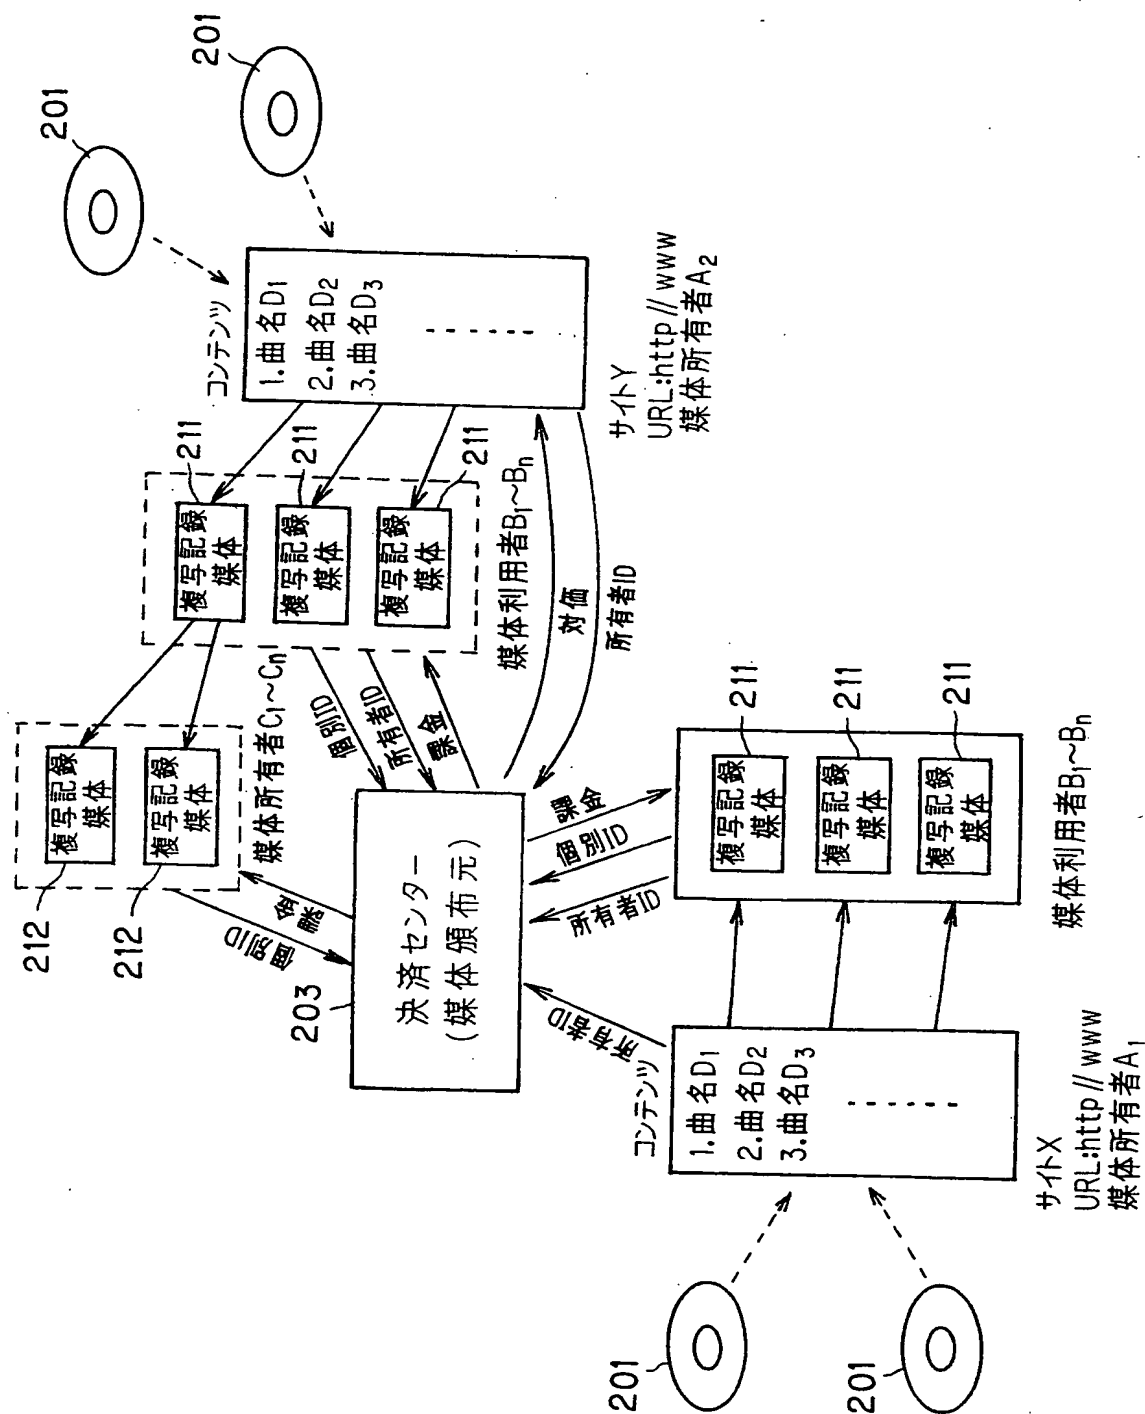 201
201
コンテンツ
1.曲名D1
2.曲名D2
3.曲名D3
・・・・・・
サイトY
URL:http//www
媒体所有者A2
211
複写記録
媒体
211
複写記録
媒体
211
複写記録
媒体
媒体利用者B1~Bn
対価
所有者ID
個別ID
所有者ID
課金
212
複写記録
媒体
212
複写記録
媒体
媒体所有者C1~Cn
課金
個別ID
203
決済センター
(媒体頒布元)
課金
個別ID
所有者ID
211
複写記録
媒体
211
複写記録
媒体
211
複写記録
媒体
媒体利用者B1~Bn
所有者ID
コンテンツ
1.曲名D1
2.曲名D2
3.曲名D3
・・・・・・
サイトX
URL:http//www
媒体所有者A1
201
201